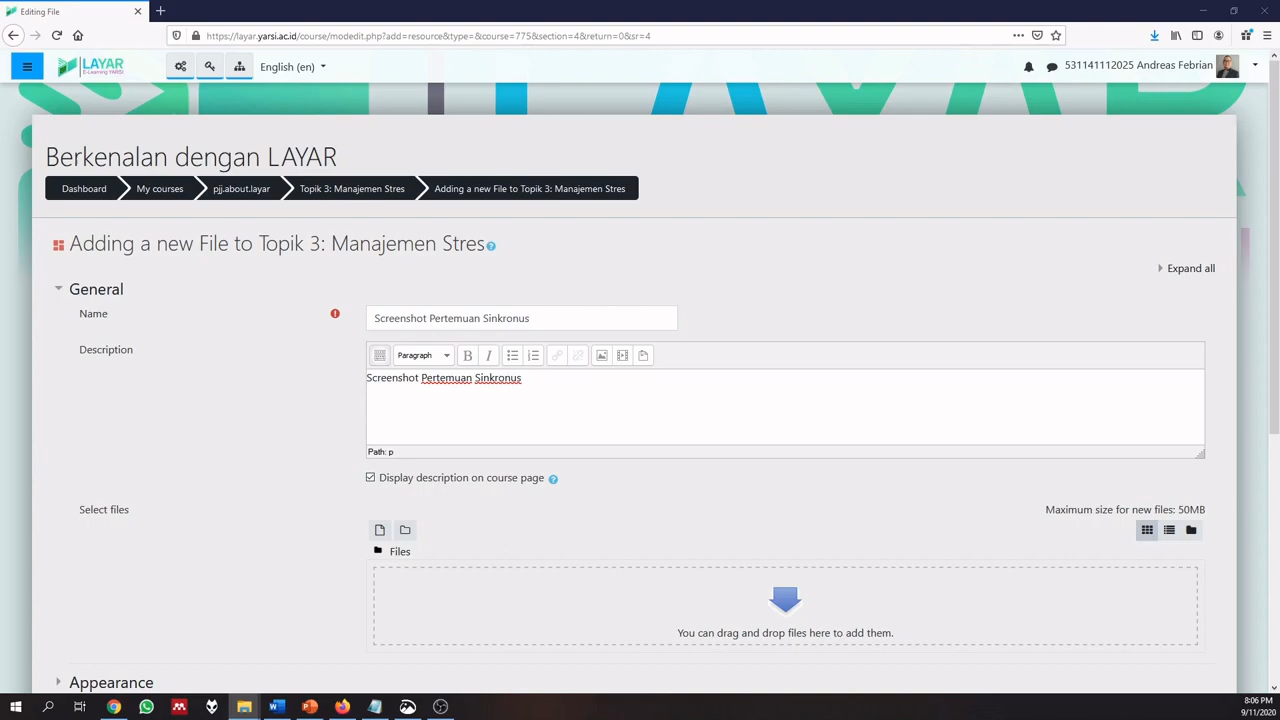 Editing File
https://layar.yarsi.ac.id/course/modedit.php?add=resource&type=&course=775&section=4&return=0&sr=4
LAYAR
E-Learning YARSI
English (en)
531141112025 Andreas Febrian
Berkenalan dengan LAYAR
Dashboard
My courses
pjj.about.layar
Topik 3: Manajemen Stres
Adding a new File to Topik 3: Manajemen Stres
Adding a new File to Topik 3: Manajemen Stres
Expand all
General
Name
Screenshot Pertemuan Sinkronus
Description
Paragraph
B I
Screenshot Pertemuan Sinkronus
Path: p
Display description on course page
Select files
Maximum size for new files: 50MB
Files
You can drag and drop files here to add them.
Appearance
8:06 PM
9/11/2020